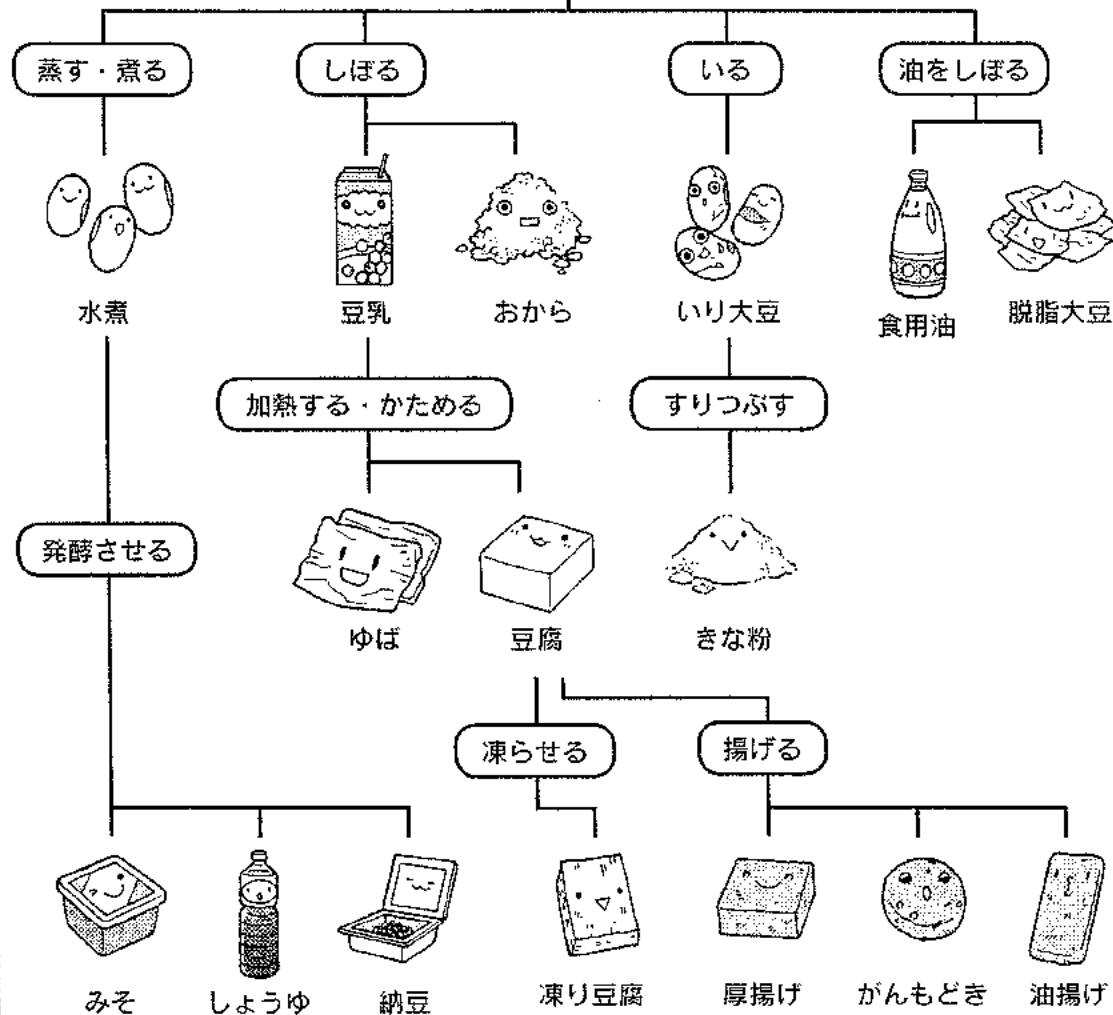 蒸す・煮る
しぼる
いる
油をしぼる
水煮
豆乳
おから
いり大豆
食用油
脱脂大豆
加熱する・かためる
すりつぶす
発酵させる
ゆば
豆腐
きな粉
凍らせる
揚げる
みそ
しょうゆ
納豆
凍り豆腐
厚揚げ
がんもどき
油揚げ